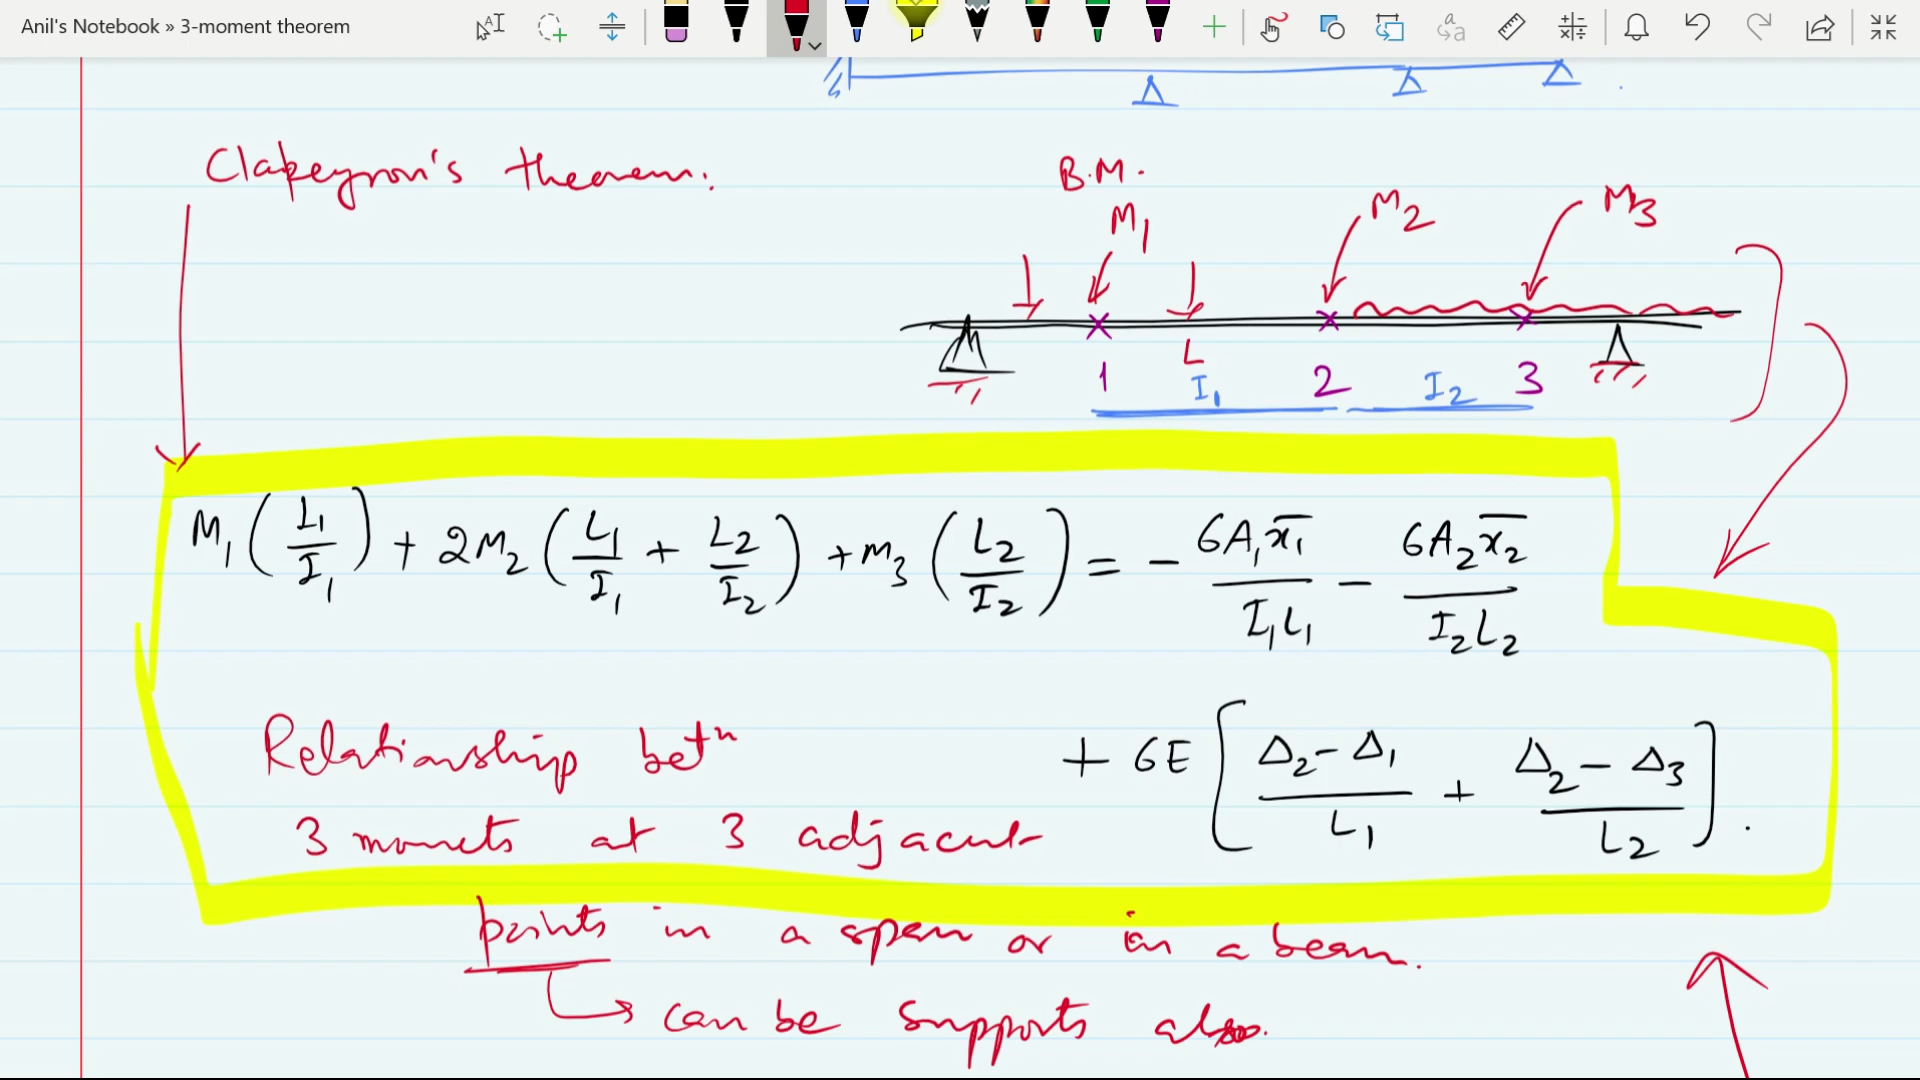 Anil's Notebook » 3-moment theorem
Clapeyron's theorem.
B.M.
M₁
M₂
M₃
L
1
I₁
2
I₂
3
M₁ (L₁/I₁) + 2M₂ (L₁/I₁ + L₂/I₂) + M₃ (L₂/I₂) = - 6A₁x̄₁/I₁L₁ - 6A₂x̄₂/I₂L₂
+ 6E [ (Δ₂ - Δ₁)/L₁ + (Δ₂ - Δ₃)/L₂ ].
Relationship betⁿ
3 moments at 3 adjacent
points in a span or in a beam.
can be supports also.